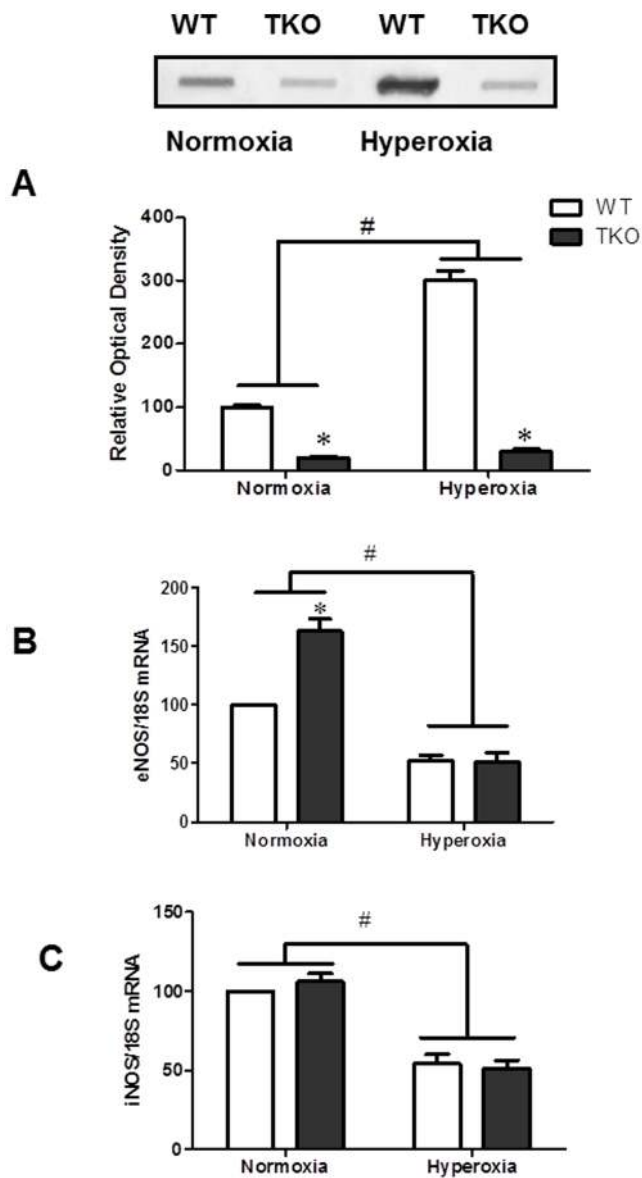 WT TKO WT TKO
Normoxia Hyperoxia
A
400
300
200
100
0
Relative Optical Density
#
WT
TKO
*
*
Normoxia Hyperoxia
B
200
150
100
50
0
eNOS/18S mRNA
#
*
Normoxia Hyperoxia
C
150
100
50
0
iNOS/18S mRNA
#
Normoxia Hyperoxia